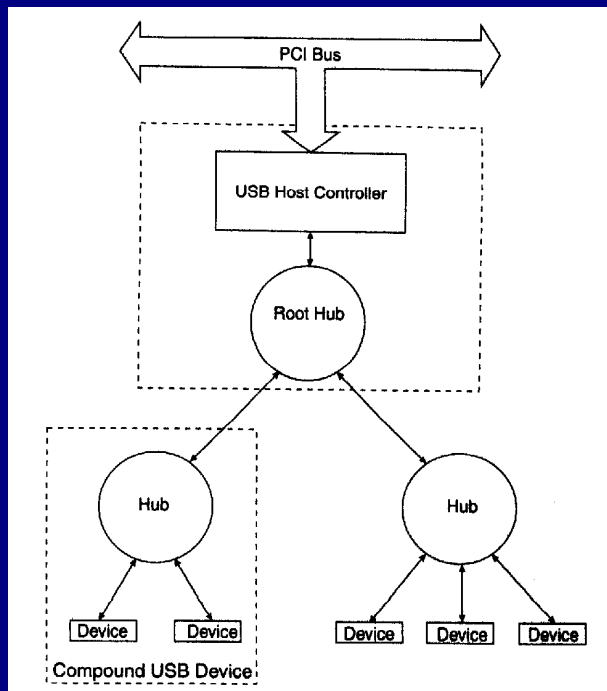 PCI Bus
USB Host Controller
Root Hub
Hub
Hub
Device
Device
Device
Device
Device
Compound USB Device